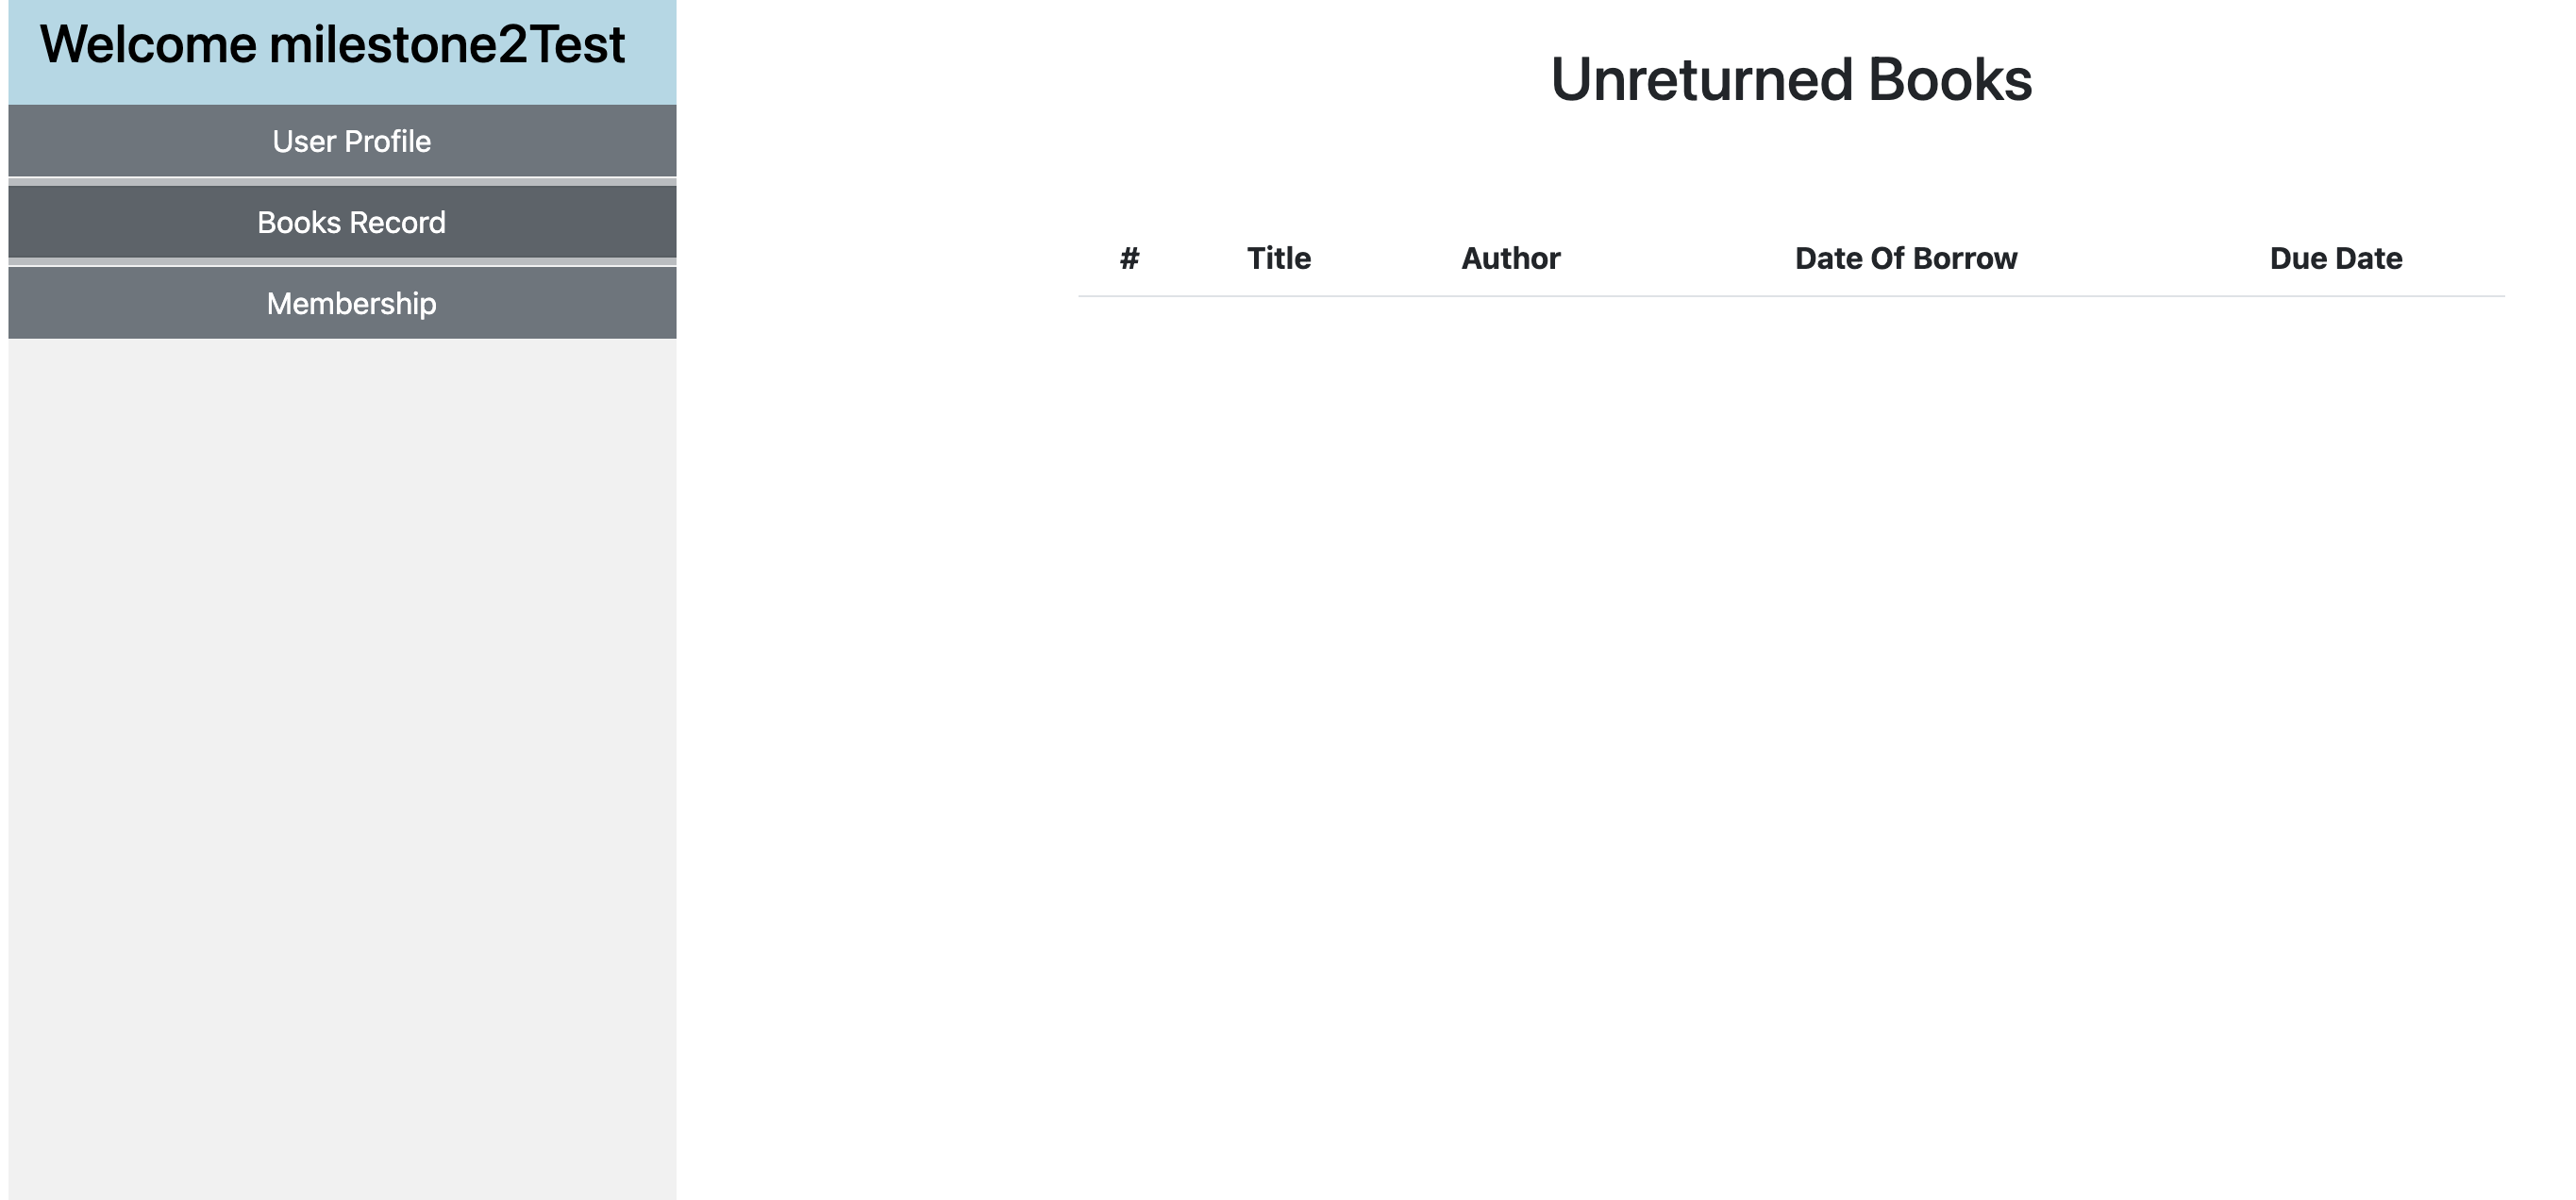 Welcome milestone2Test
User Profile
Books Record
Membership
Unreturned Books
# Title Author Date Of Borrow Due Date